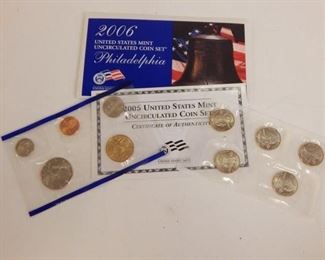 2006
UNITED STATES MINT
UNCIRCULATED COIN SET®
Philadelphia
2005 UNITED STATES MINT
UNCIRCULATED COIN SET
CERTIFICATE OF AUTHENTICITY